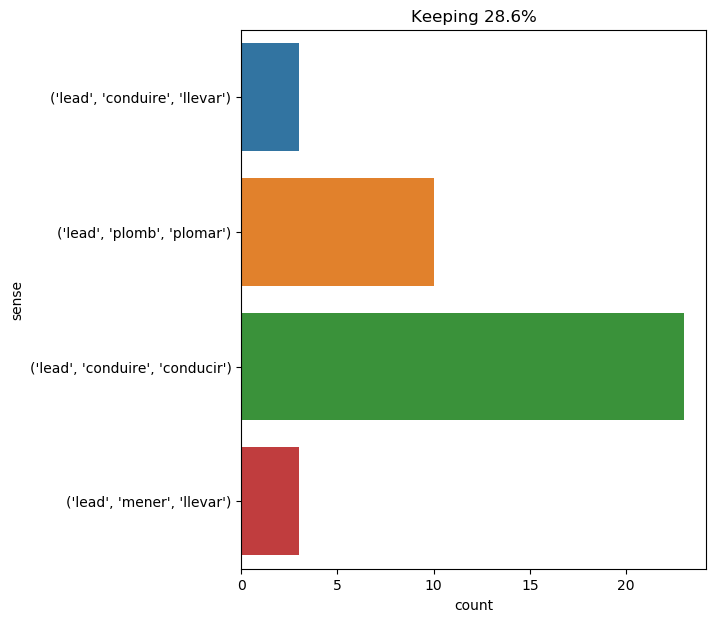 Keeping 28.6%
('lead', 'conduire', 'llevar')
('lead', 'plomb', 'plomar')
('lead', 'conduire', 'conducir')
('lead', 'mener', 'llevar')
sense
0 5 10 15 20
count